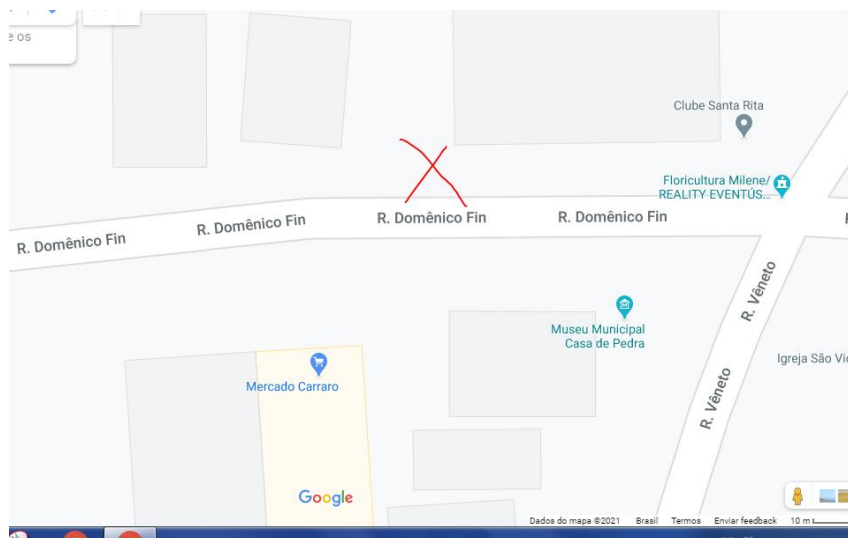 e os
Clube Santa Rita
Floricultura Milene/
REALITY EVENTÚS...
R. Domênico Fin
R. Domênico Fin
R. Domênico Fin
R. Domênico Fin
R. Vêneto
Museu Municipal
Casa de Pedra
Igreja São Vi
Mercado Carraro
R. Vêneto
Google
Dados do mapa ©2021 Brasil Termos Enviar feedback 10 m